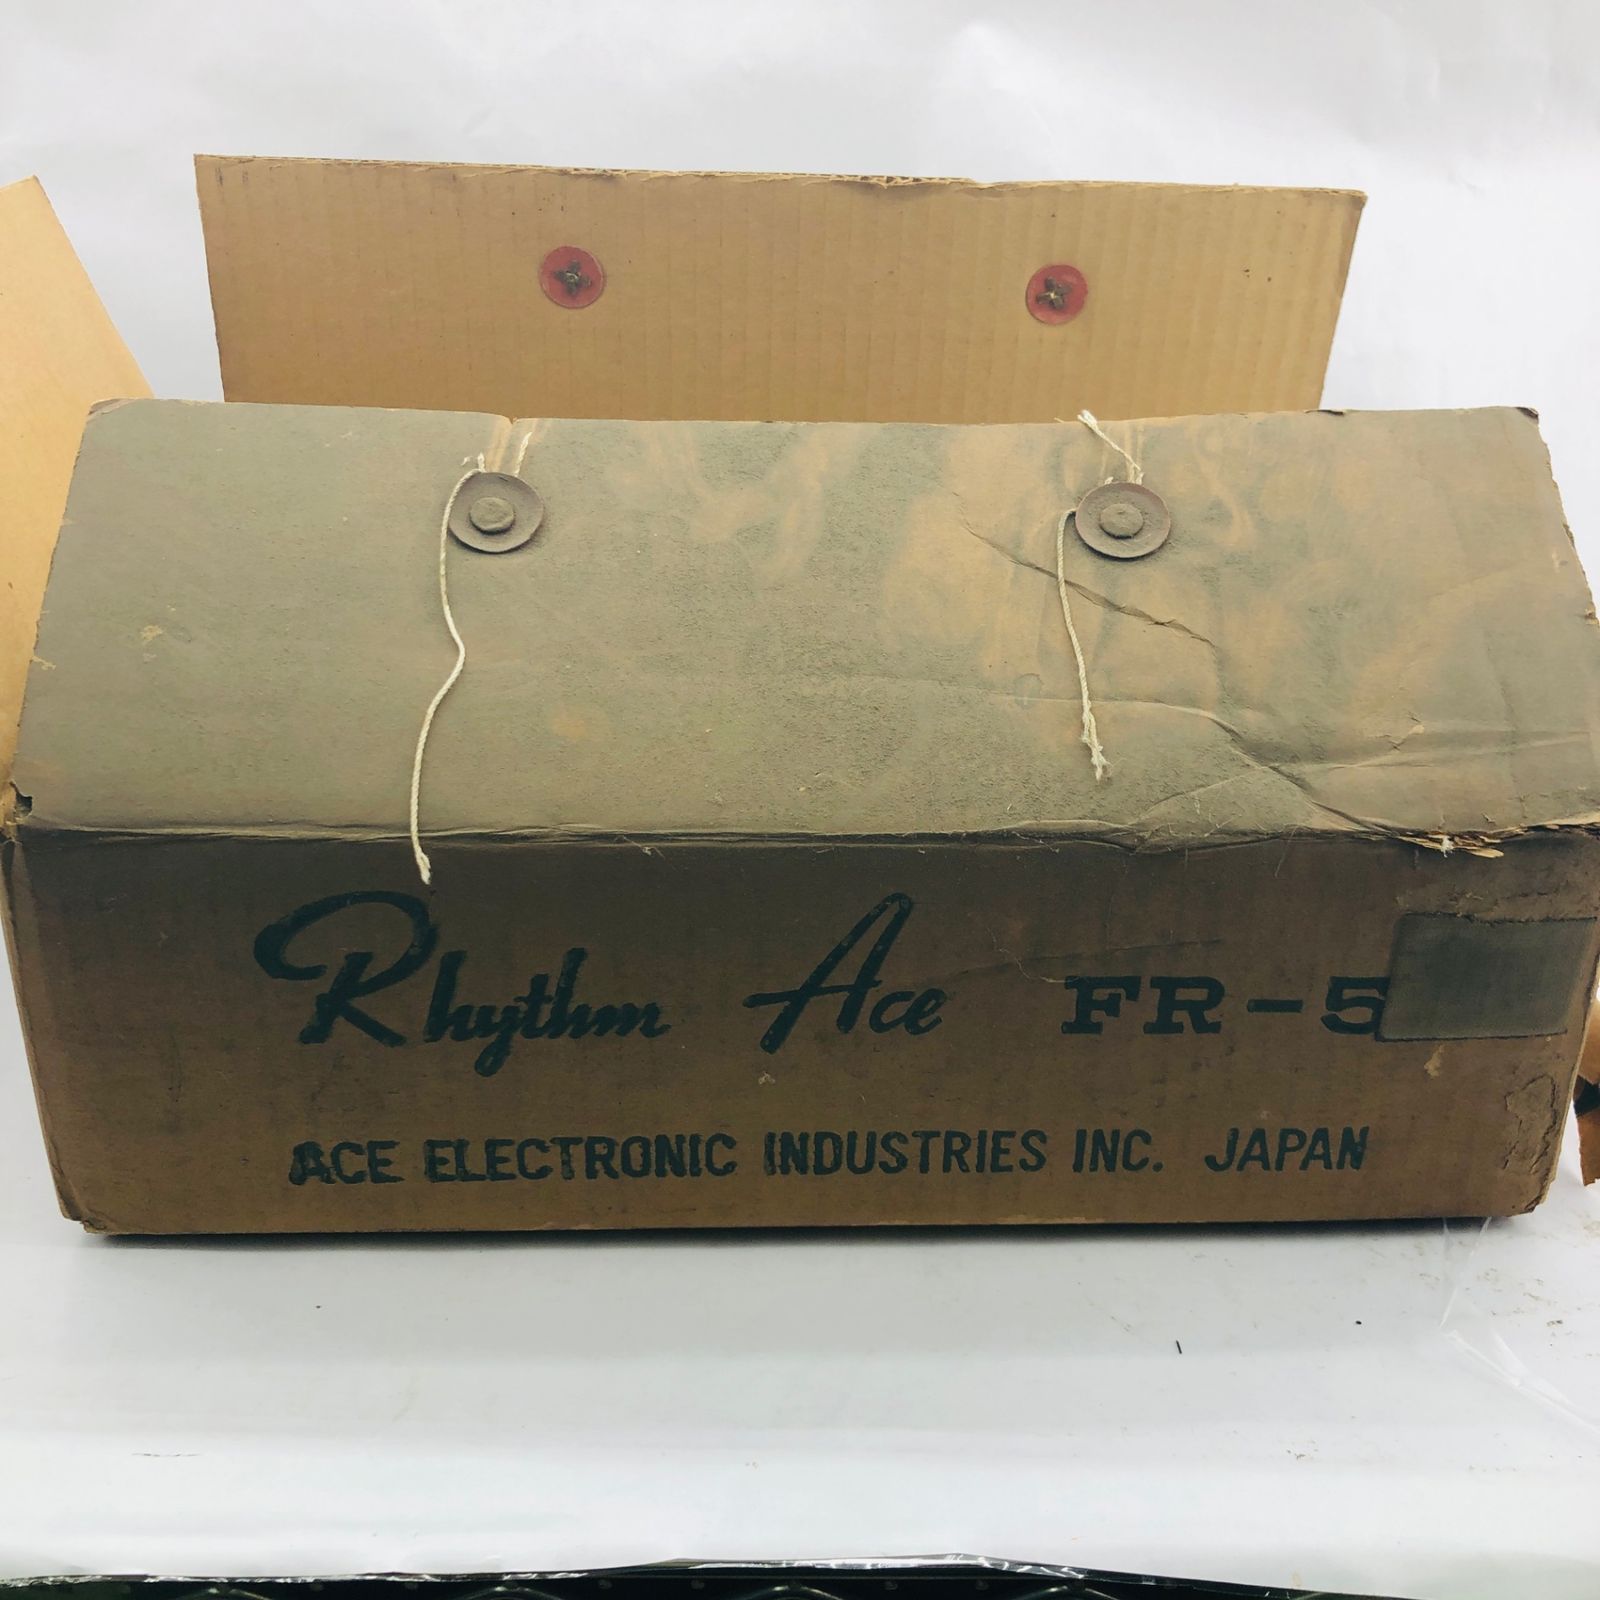 Rhythm Ace FR-5
ACE ELECTRONIC INDUSTRIES INC. JAPAN